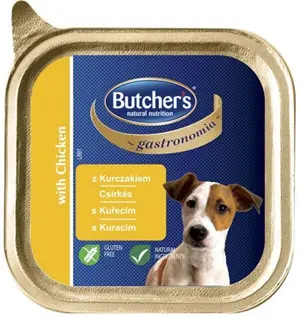 Butcher's
natural nutrition
~ gastronomia ~
with Chicken
z Kurczakiem
Csirkés
s Kuřecím
s Kuracím
GLUTEN
FREE
NATURAL
INGREDIENTS